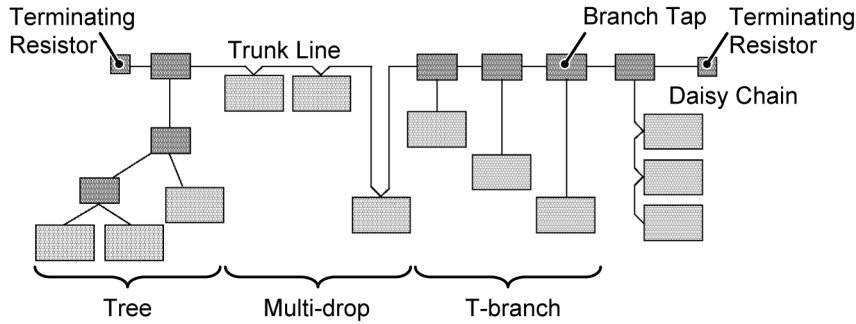 Terminating
Resistor
Trunk Line
Branch Tap
Terminating
Resistor
Daisy Chain
Tree
Multi-drop
T-branch